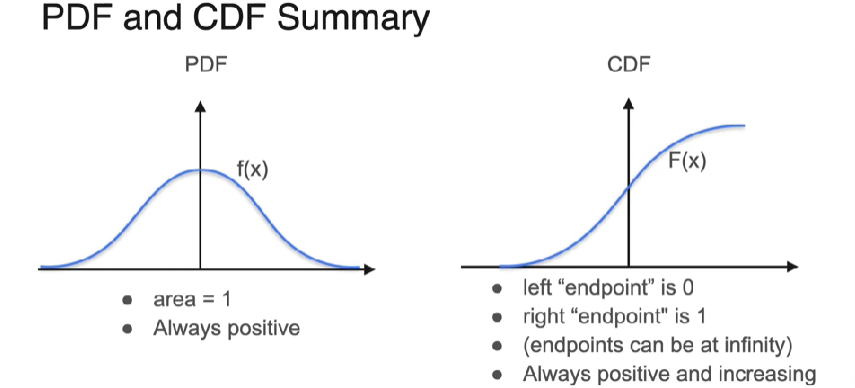 PDF and CDF Summary
PDF
f(x)
• area = 1
• Always positive
CDF
F(x)
• left “endpoint” is 0
• right “endpoint" is 1
• (endpoints can be at infinity)
• Always positive and increasing